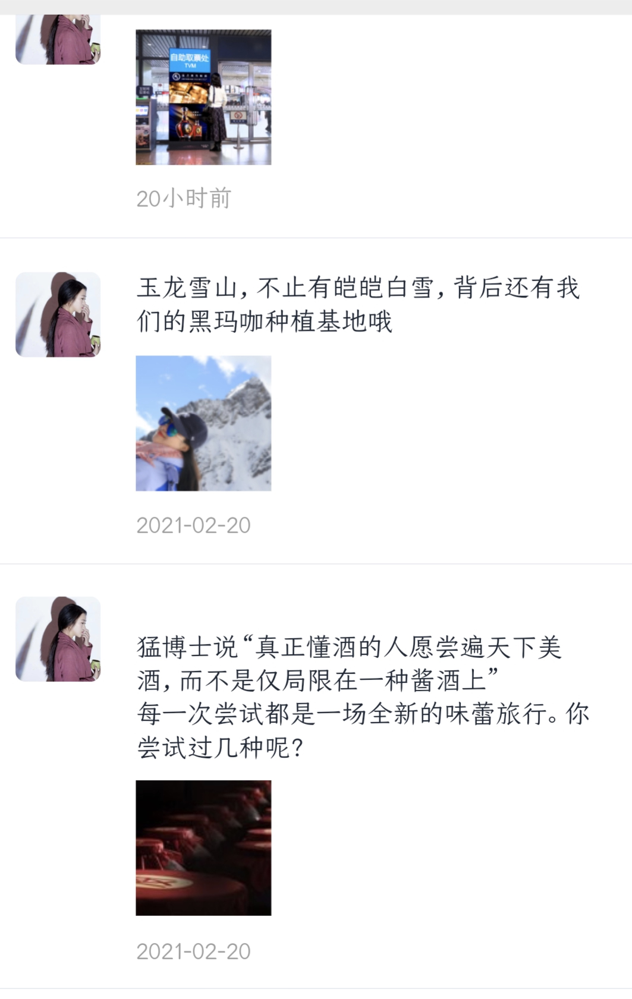 自助取票处
TVM
20小时前
玉龙雪山,不止有皑皑白雪,背后还有我
们的黑玛咖种植基地哦
2021-02-20
猛博士说“真正懂酒的人愿尝遍天下美
酒,而不是仅局限在一种酱酒上”
每一次尝试都是一场全新的味蕾旅行。你
尝试过几种呢?
2021-02-20